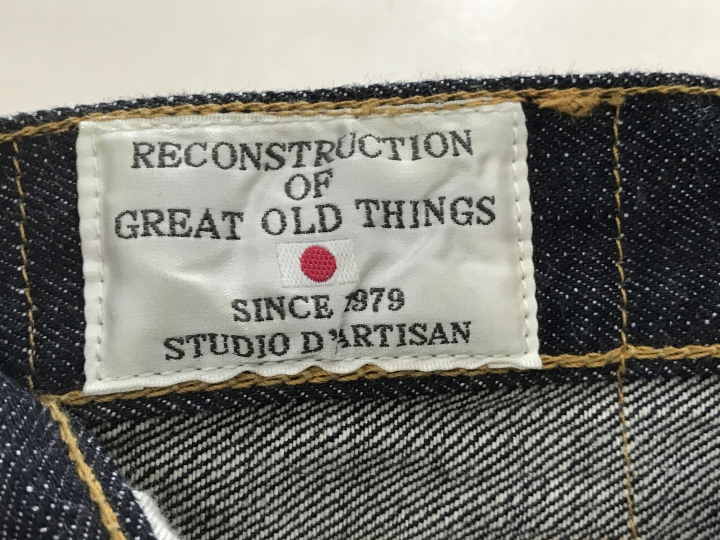 RECONSTRUCTION
OF
GREAT OLD THINGS
SINCE 1979
STUDIO D'ARTISAN